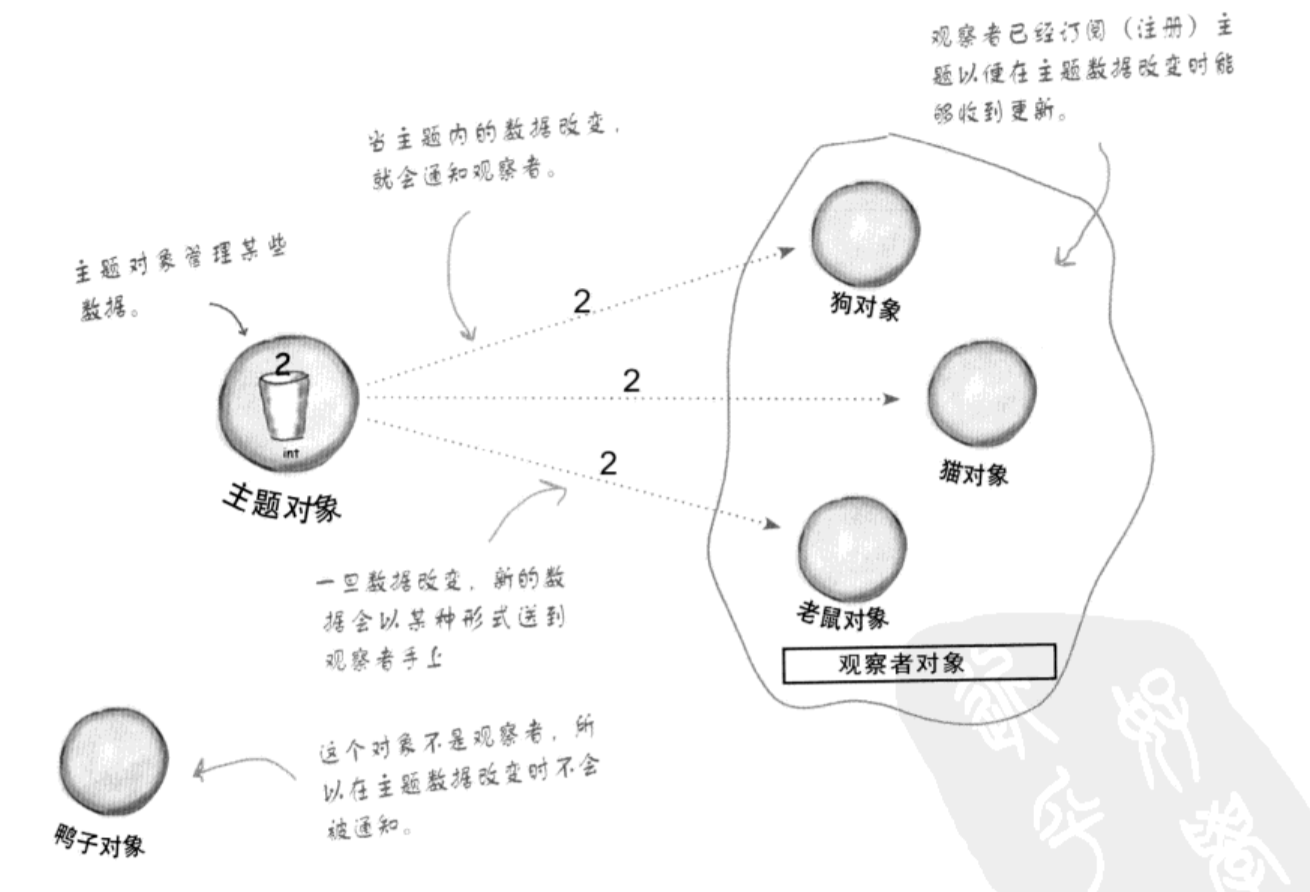 观察者已经订阅（注册）主
题以便在主题数据改变时能
够收到更新。
当主题内的数据改变，
就会通知观察者。
主题对象管理某些
数据。
2
int
主题对象
2
2
2
狗对象
猫对象
老鼠对象
观察者对象
一旦数据改变，新的数
据会以某种形式送到
观察者手上
这个对象不是观察者，所
以在主题数据改变时不会
被通知。
鸭子对象